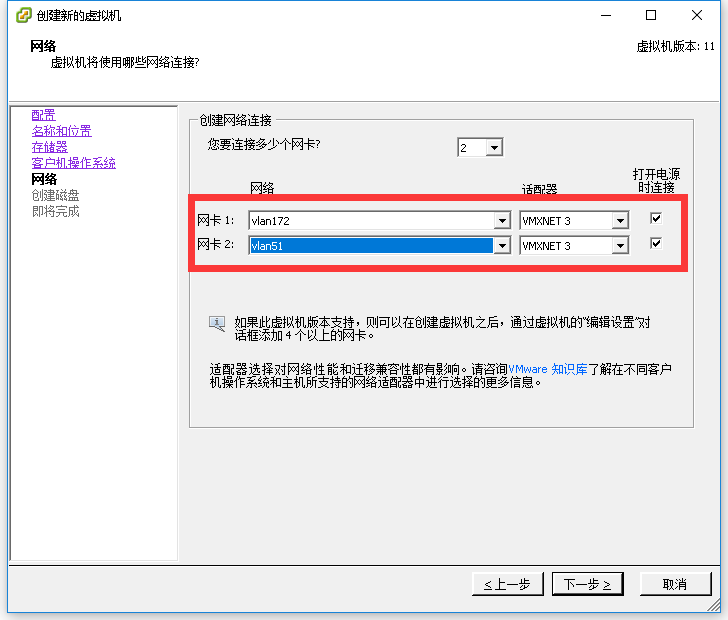 创建新的虚拟机
网络
虚拟机将使用哪些网络连接?
虚拟机版本: 11
配置
名称和位置
存储器
客户机操作系统
网络
创建磁盘
即将完成
创建网络连接
您要连接多少个网卡?
2
网络
适配器
打开电源
时连接
网卡 1:
vlan172
VMXNET 3
网卡 2:
vlan51
VMXNET 3
如果此虚拟机版本支持，则可以在创建虚拟机之后，通过虚拟机的“编辑设置”对
话框添加 4 个以上的网卡。
适配器选择对网络性能和迁移兼容性都有影响。请咨询VMware 知识库了解在不同客户
机操作系统和主机所支持的网络适配器中进行选择的更多信息。
≤上一步
下一步 ≥
取消